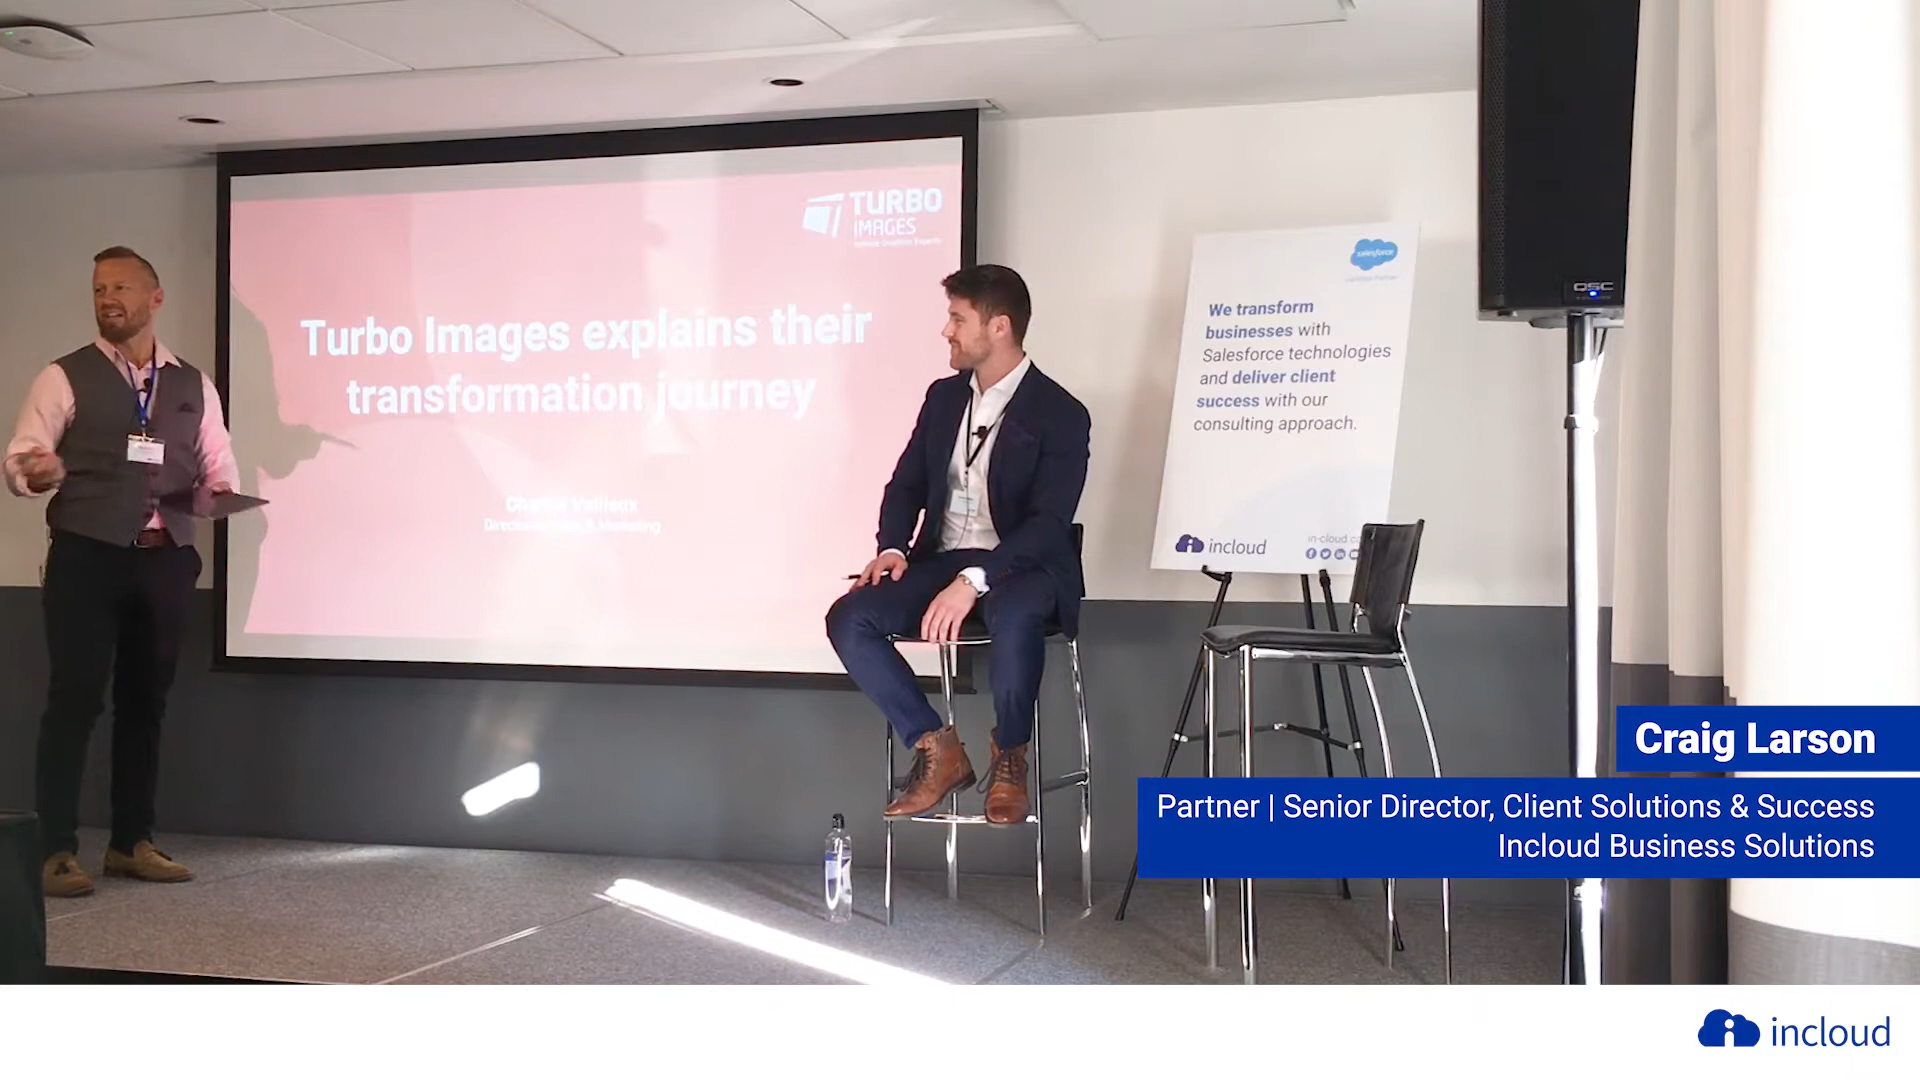 TURBO
IMAGES
Turbo Images explains their
transformation journey
salesforce
We transform
businesses with
Salesforce technologies
and deliver client
success with our
consulting approach.
incloud
QSC
Craig Larson
Partner | Senior Director, Client Solutions & Success
Incloud Business Solutions
incloud